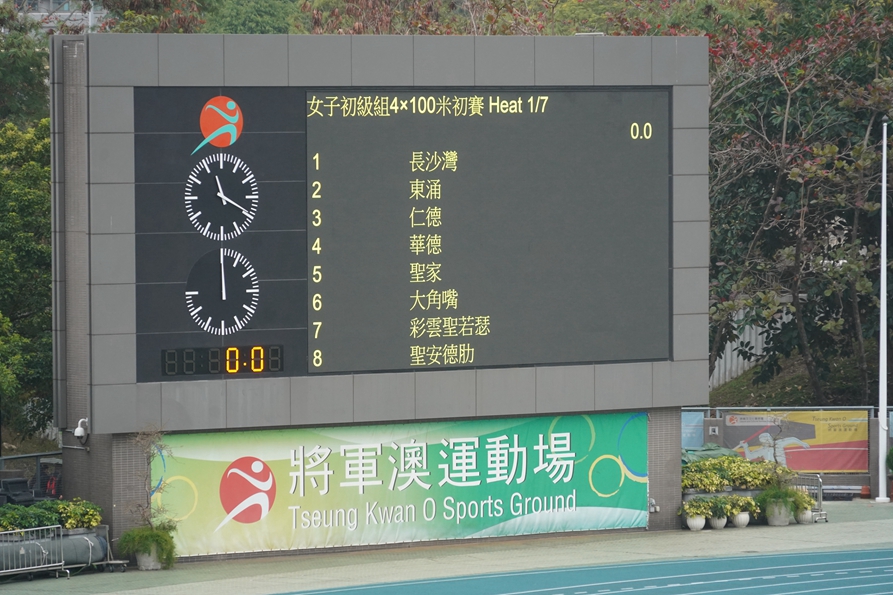 女子初級組4×100米初賽 Heat 1/7
0.0
1 長沙灣
2 東涌
3 仁德
4 華德
5 聖家
6 大角嘴
7 彩雲聖若瑟
8 聖安德肋
0.0
將軍澳運動場
Tseung Kwan O Sports Ground